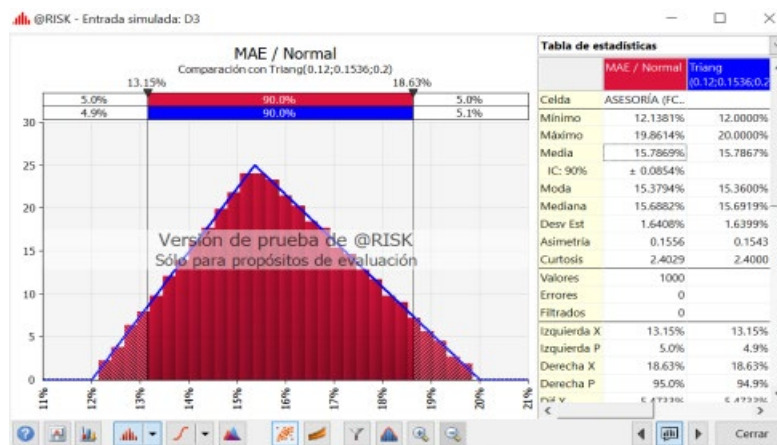 @RISK - Entrada simulada: D3
MAE / Normal
Comparación con Triang(0.12;0.1536;0.2)
13.15% 18.63%
5.0% 90.0% 5.0%
4.9% 90.0% 5.1%
30
25
20
15
10
5
0
11% 12% 13% 14% 15% 16% 17% 18% 19% 20% 21%
Versión de prueba de @RISK
Sólo para propósitos de evaluación
Tabla de estadísticas
MAE / Normal Triang
(0.12;0.1536;0.2
Celda ASESORÍA (FC..
Mínimo 12.1381% 12.0000%
Máximo 19.8614% 20.0000%
Media 15.7869% 15.7867%
IC: 90% ± 0.0854%
Moda 15.3794% 15.3600%
Mediana 15.6882% 15.6919%
Desv Est 1.6408% 1.6399%
Asimetría 0.1556 0.1543
Curtosis 2.4029 2.4000
Valores 1000
Errores 0
Filtrados 0
Izquierda X 13.15% 13.15%
Izquierda P 5.0% 4.9%
Derecha X 18.63% 18.63%
Derecha P 95.0% 94.9%
Dif X 5.4733% 5.4733%
Cerrar